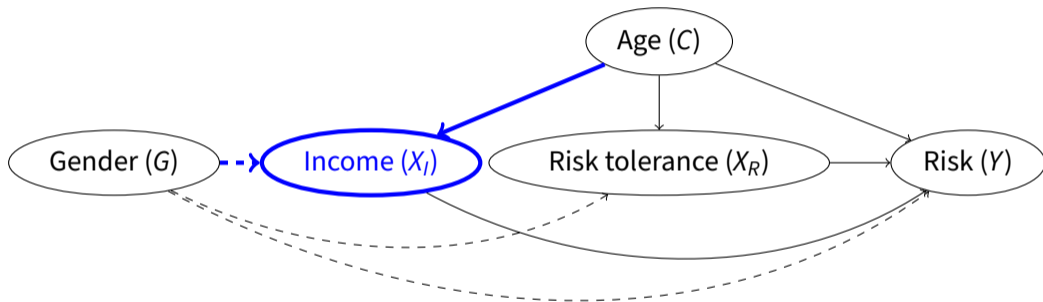 Age (C)
Gender (G)
Income (X_I)
Risk tolerance (X_R)
Risk (Y)